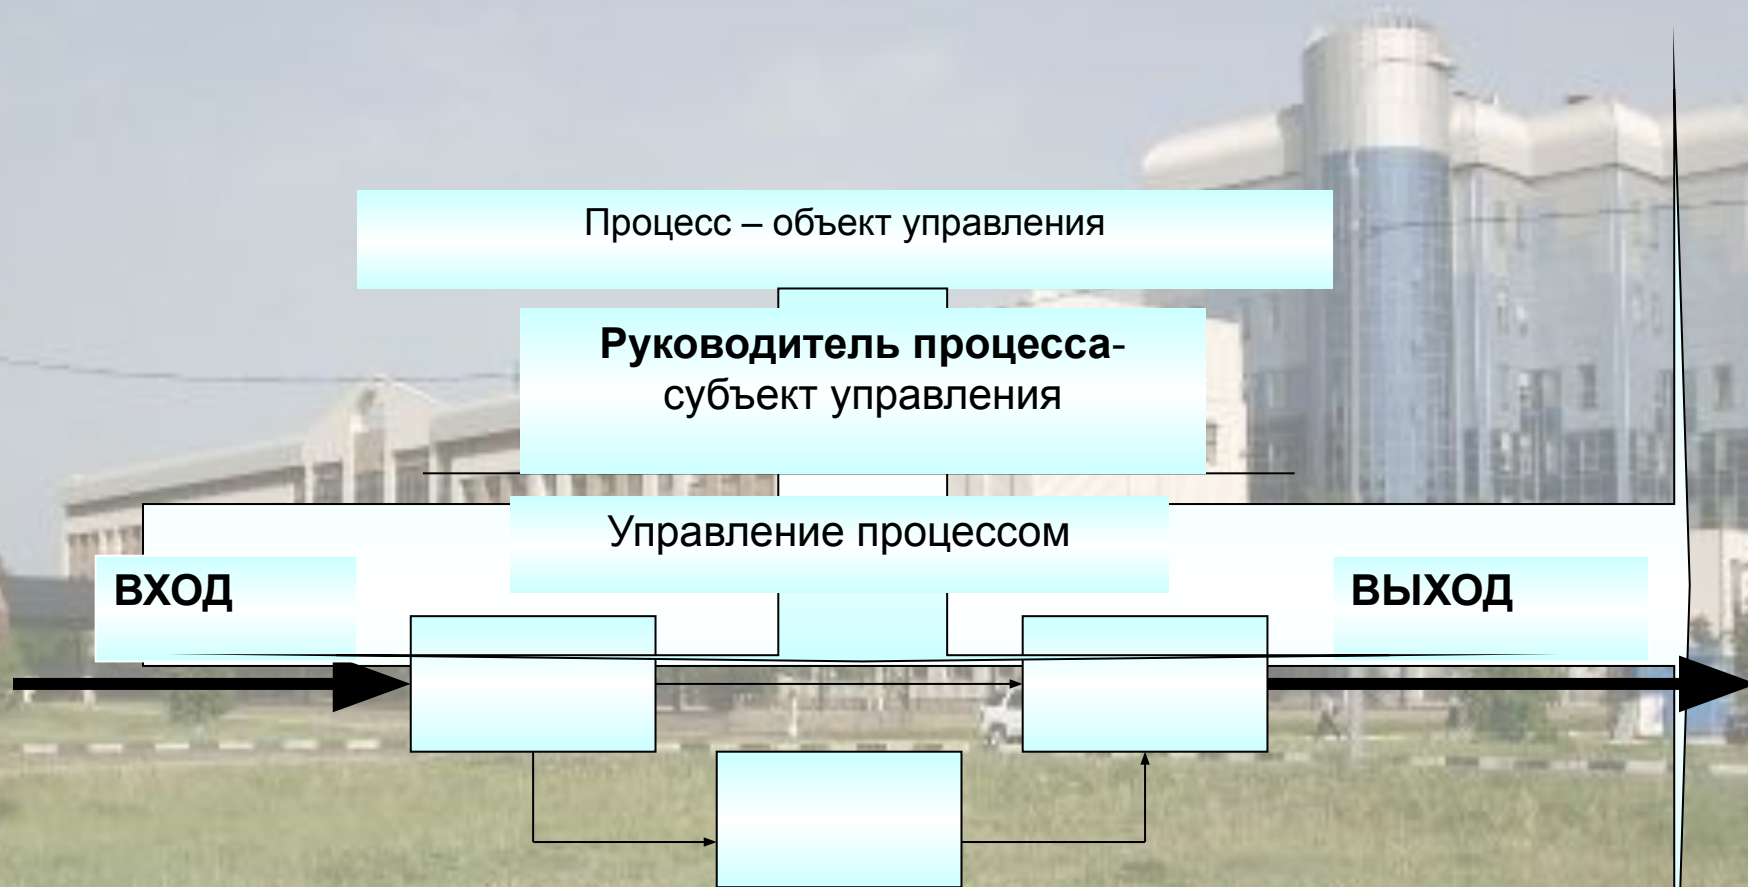 Процесс – объект управления
Руководитель процесса-
субъект управления
Управление процессом
ВХОД
ВЫХОД